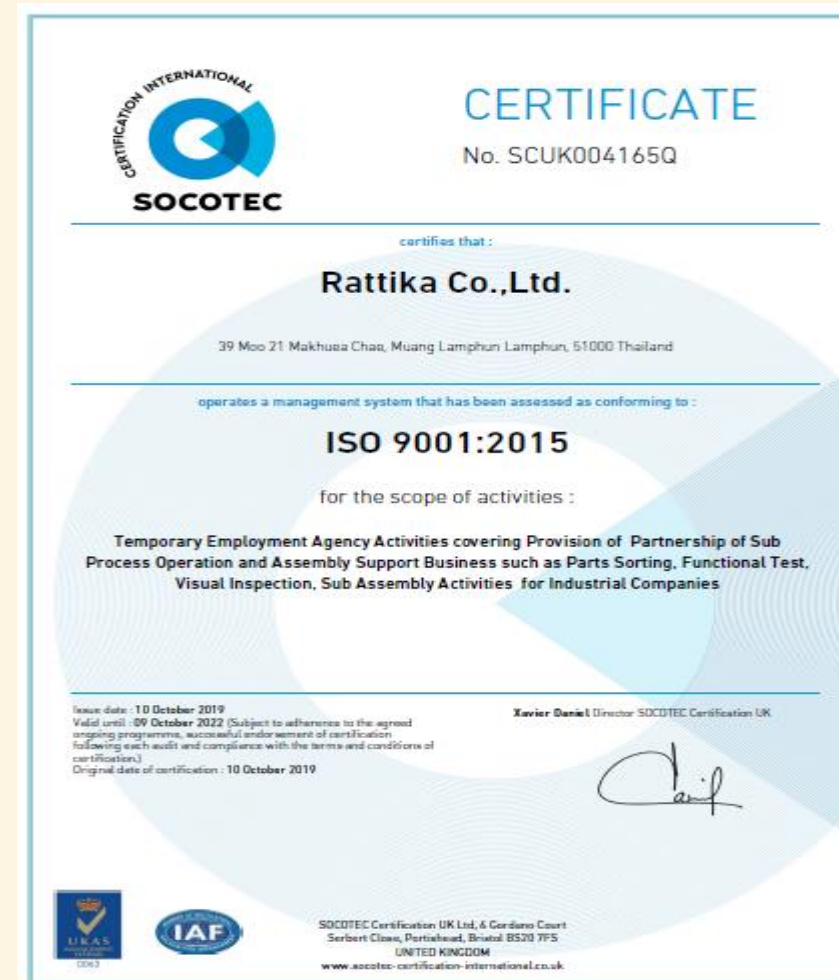 CERTIFICATION INTERNATIONAL
SOCOTEC
CERTIFICATE
No. SCUK004165Q
certifies that :
Rattika Co.,Ltd.
39 Moo 21 Makhuea Chae, Muang Lamphun Lamphun, 51000 Thailand
operates a management system that has been assessed as conforming to :
ISO 9001:2015
for the scope of activities :
Temporary Employment Agency Activities covering Provision of Partnership of Sub
Process Operation and Assembly Support Business such as Parts Sorting, Functional Test,
Visual Inspection, Sub Assembly Activities for Industrial Companies
Issue date : 10 October 2019
Valid until : 09 October 2022 (Subject to adherence to the agreed
ongoing programme, successful endorsement of certification
following each audit and compliance with the terms and conditions of
certification.)
Original date of certification : 10 October 2019
Xavier Daniel Director SOCOTEC Certification UK
UKAS
MANAGEMENT
SYSTEMS
0063
IAF
SOCOTEC Certification UK Ltd, 6 Gordano Court
Serbert Close, Portishead, Bristol BS20 7FS
UNITED KINGDOM
www.socotec-certification-international.co.uk